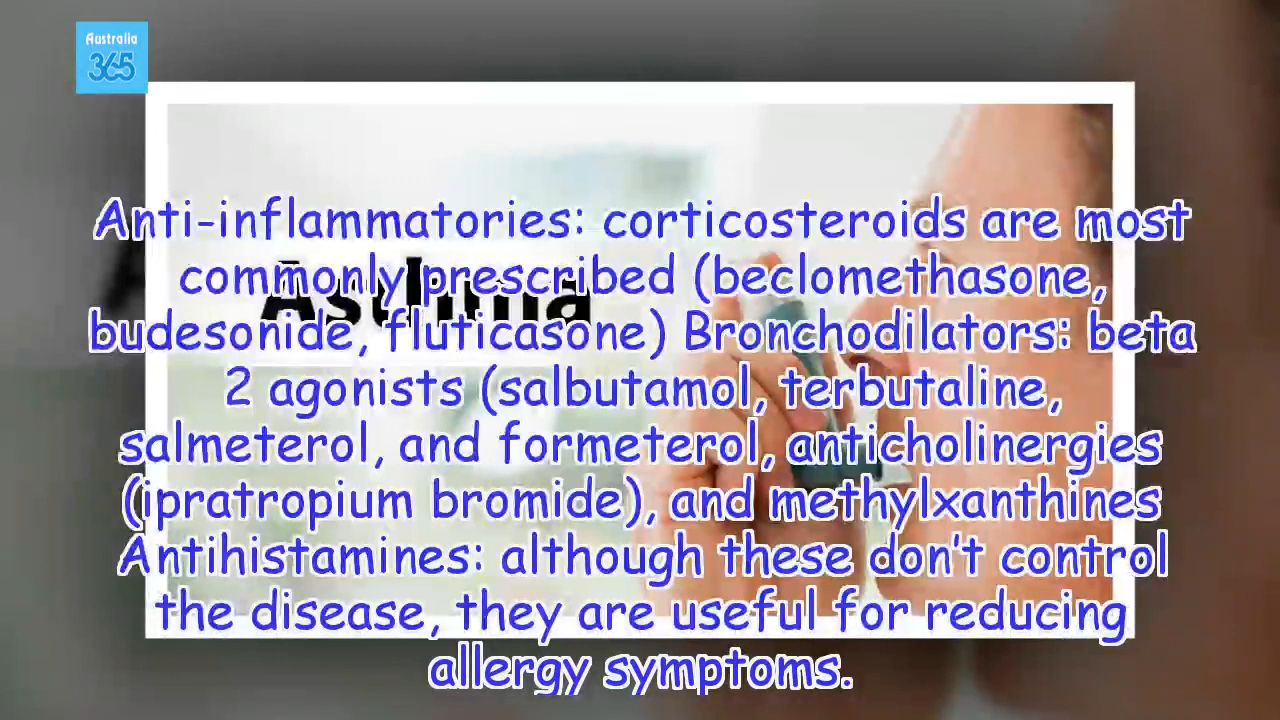 Australia
365
Asthma
Anti-inflammatories: corticosteroids are most
commonly prescribed (beclomethasone,
budesonide, fluticasone) Bronchodilators: beta
2 agonists (salbutamol, terbutaline,
salmeterol, and formeterol, anticholinergies
(ipratropium bromide), and methylxanthines
Antihistamines: although these don't control
the disease, they are useful for reducing
allergy symptoms.